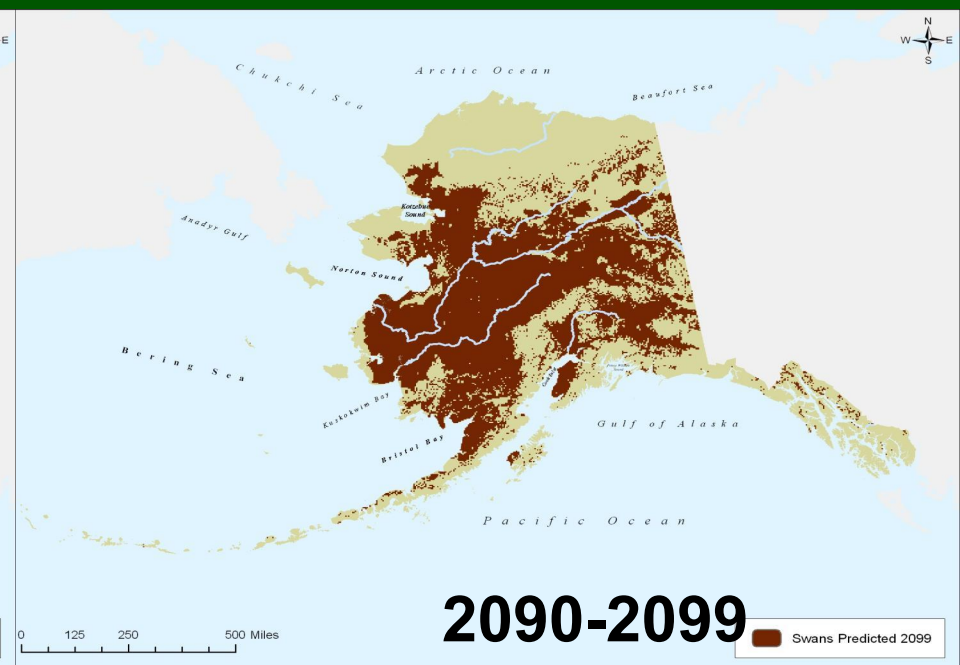 E
N
W E
S
Chukchi Sea
Arctic Ocean
Beaufort Sea
Kotzebue
Sound
Anadyr Gulf
Norton Sound
Bering Sea
Kuskokwim Bay
Bristol Bay
Gulf of Alaska
Pacific Ocean
2090-2099
0 125 250 500 Miles
Swans Predicted 2099